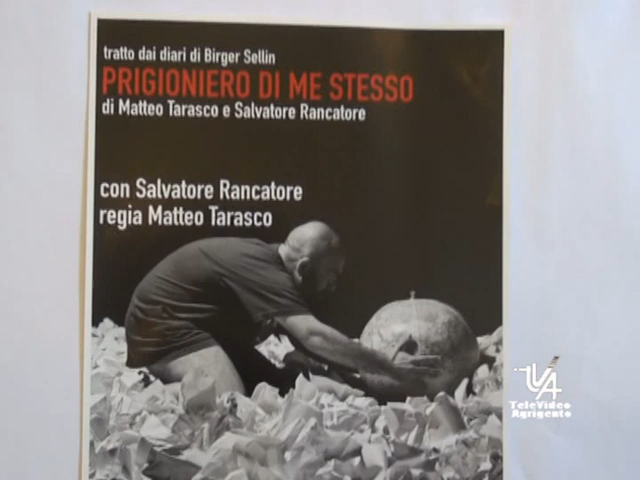 tratto dai diari di Birger Sellin
PRIGIONIERO DI ME STESSO
di Matteo Tarasco e Salvatore Rancatore
con Salvatore Rancatore
regia Matteo Tarasco
TVA
TeleVideo
Agrigento